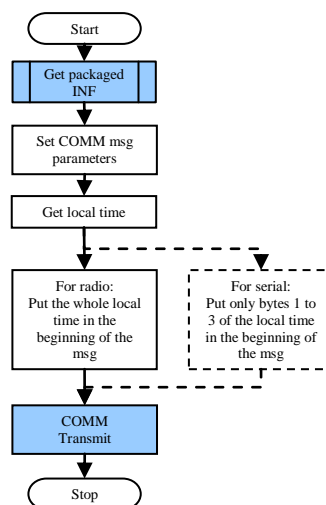 Start
Get packaged
INF
Set COMM msg
parameters
Get local time
For radio:
Put the whole local
time in the
beginning of the
msg
For serial:
Put only bytes 1 to
3 of the local time
in the beginning of
the msg
COMM
Transmit
Stop